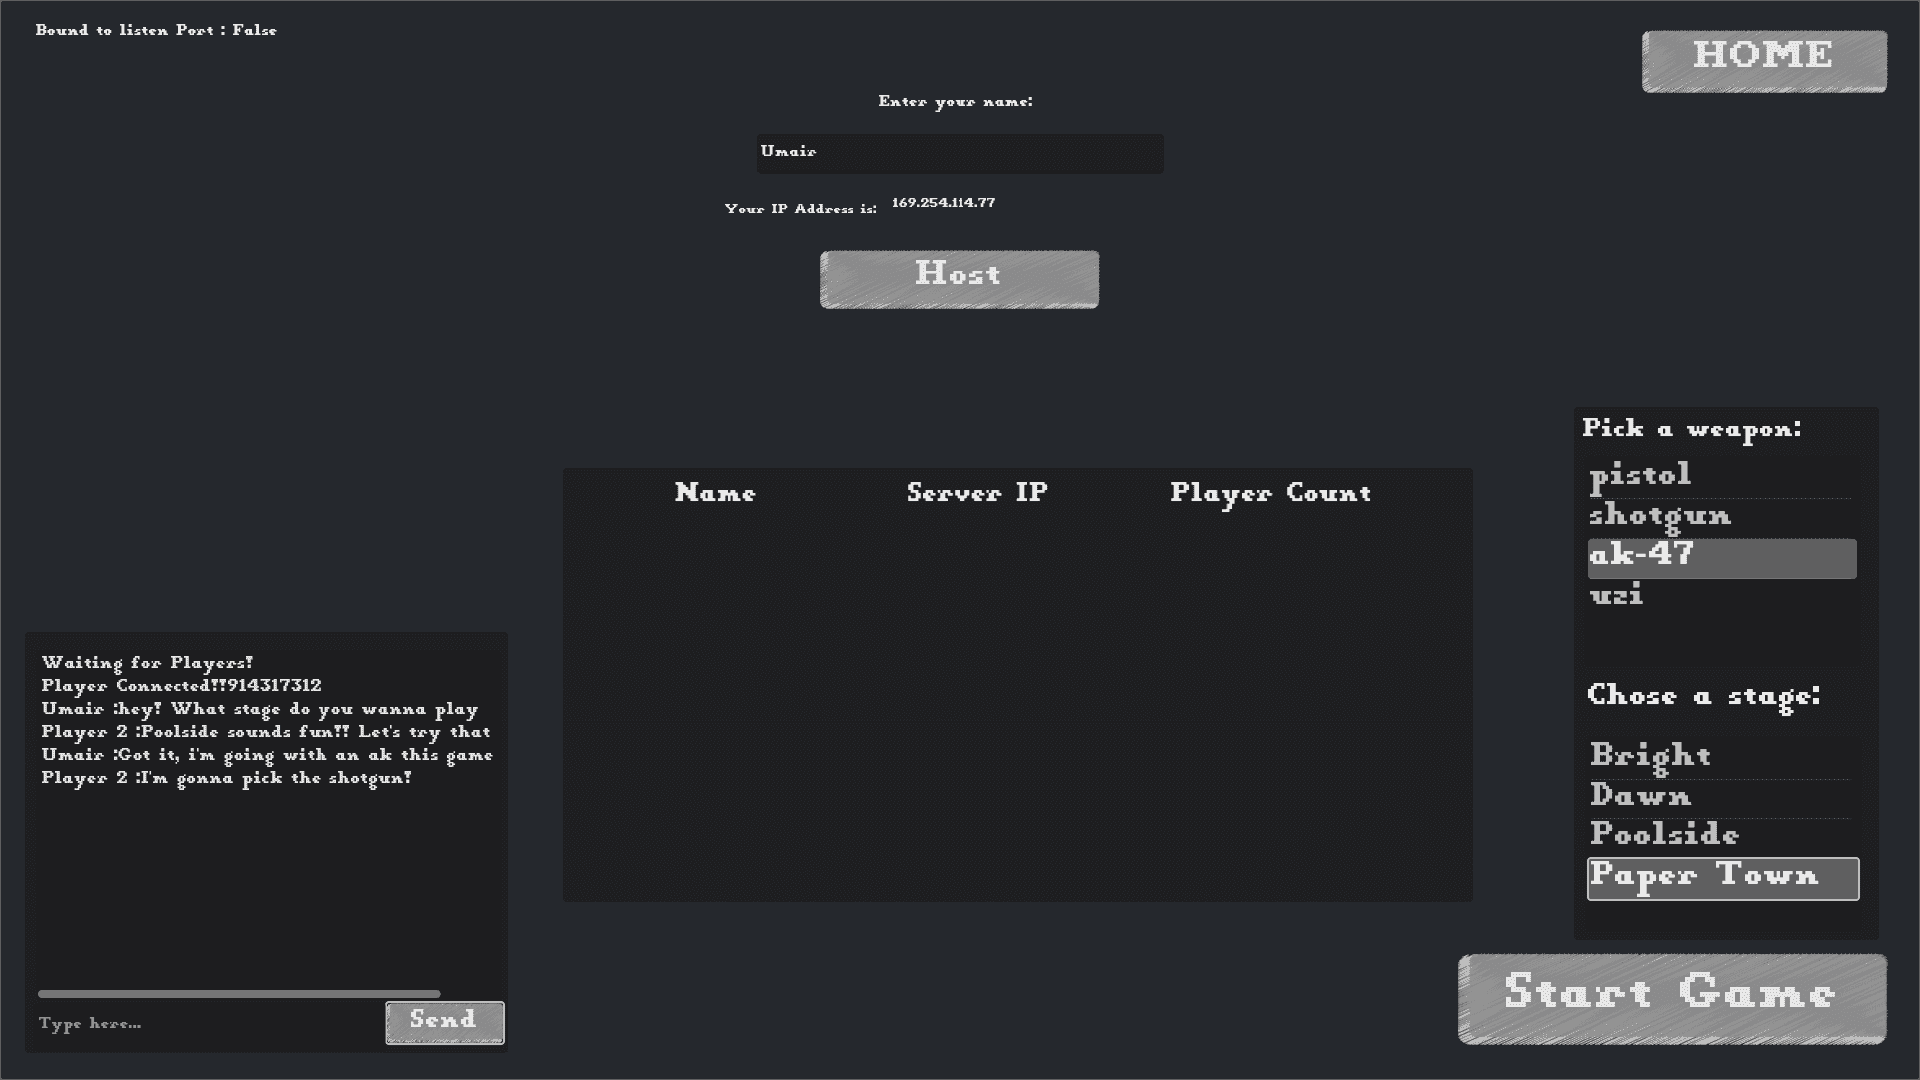 Bound to listen Port : False
HOME
Enter your name:
Umair
Your IP Address is: 169.254.114.77
Host
Name Server IP Player Count
Pick a weapon:
pistol
shotgun
ak-47
uzi
Chose a stage:
Bright
Dawn
Poolside
Paper Town
Waiting for Players!
Player Connected!!914317312
Umair :hey! What stage do you wanna play
Player 2 :Poolside sounds fun!! Let's try that
Umair :Got it, i'm going with an ak this game
Player 2 :I'm gonna pick the shotgun!
Type here...
Send
Start Game